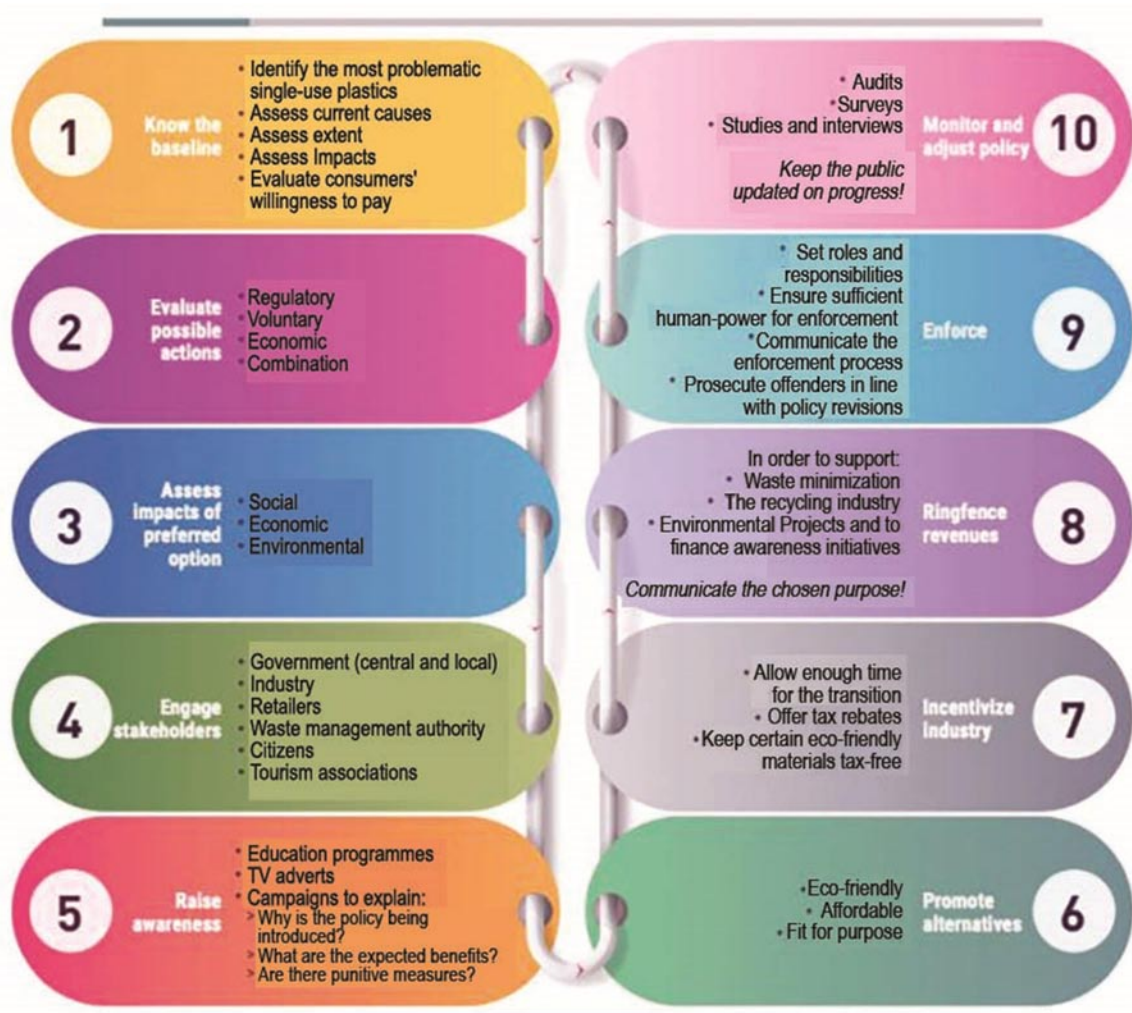 1
Know the
baseline
• Identify the most problematic
single-use plastics
• Assess current causes
• Assess extent
• Assess Impacts
• Evaluate consumers'
willingness to pay
2
Evaluate
possible
actions
• Regulatory
• Voluntary
• Economic
• Combination
3
Assess
impacts of
preferred
option
• Social
• Economic
• Environmental
4
Engage
stakeholders
• Government (central and local)
• Industry
• Retailers
• Waste management authority
• Citizens
• Tourism associations
5
Raise
awareness
• Education programmes
• TV adverts
• Campaigns to explain:
> Why is the policy being
introduced?
> What are the expected benefits?
> Are there punitive measures?
6
Promote
alternatives
• Eco-friendly
• Affordable
• Fit for purpose
7
Incentivize
Industry
• Allow enough time
for the transition
• Offer tax rebates
• Keep certain eco-friendly
materials tax-free
8
Ringfence
revenues
In order to support:
• Waste minimization
• The recycling industry
• Environmental Projects and to
finance awareness initiatives
Communicate the chosen purpose!
9
Enforce
• Set roles and
responsibilities
• Ensure sufficient
human-power for enforcement
• Communicate the
enforcement process
• Prosecute offenders in line
with policy revisions
10
Monitor and
adjust policy
• Audits
• Surveys
• Studies and interviews
Keep the public
updated on progress!